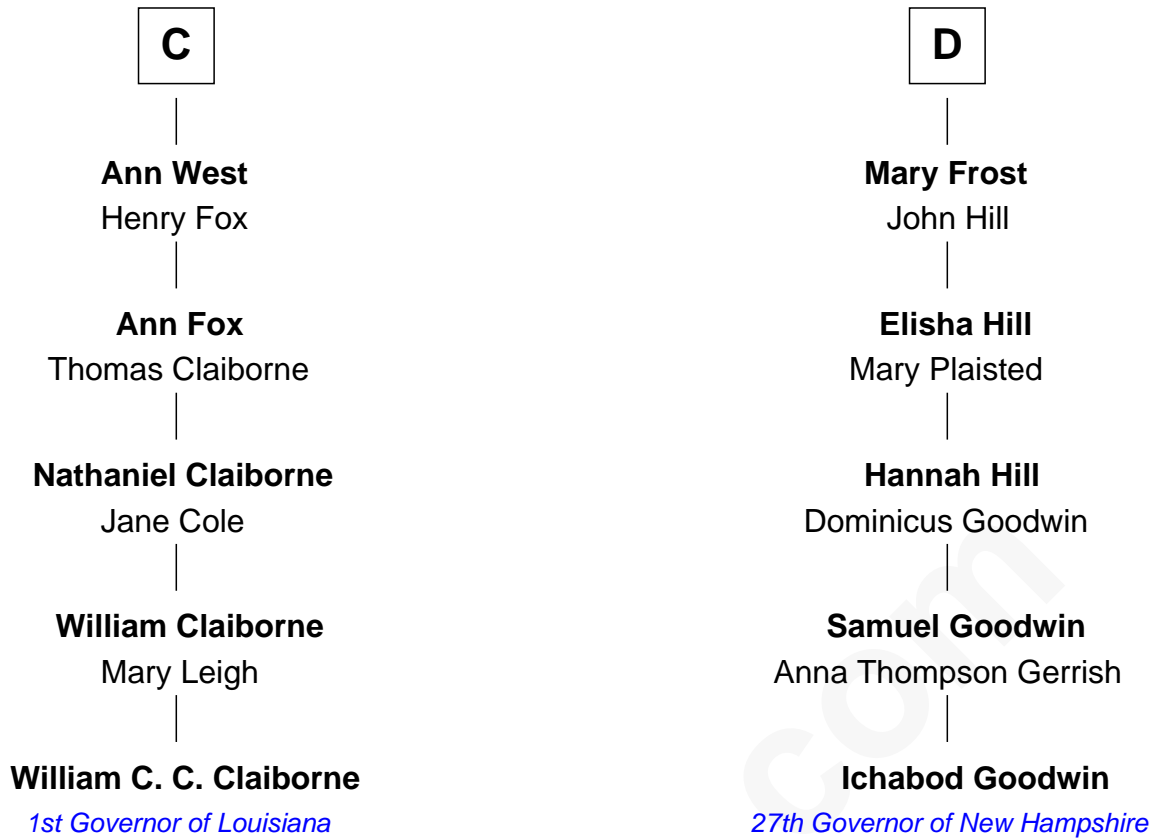 C
Ann West
Henry Fox
Ann Fox
Thomas Claiborne
Nathaniel Claiborne
Jane Cole
William Claiborne
Mary Leigh
William C. C. Claiborne
1st Governor of Louisiana
D
Mary Frost
John Hill
Elisha Hill
Mary Plaisted
Hannah Hill
Dominicus Goodwin
Samuel Goodwin
Anna Thompson Gerrish
Ichabod Goodwin
27th Governor of New Hampshire
com